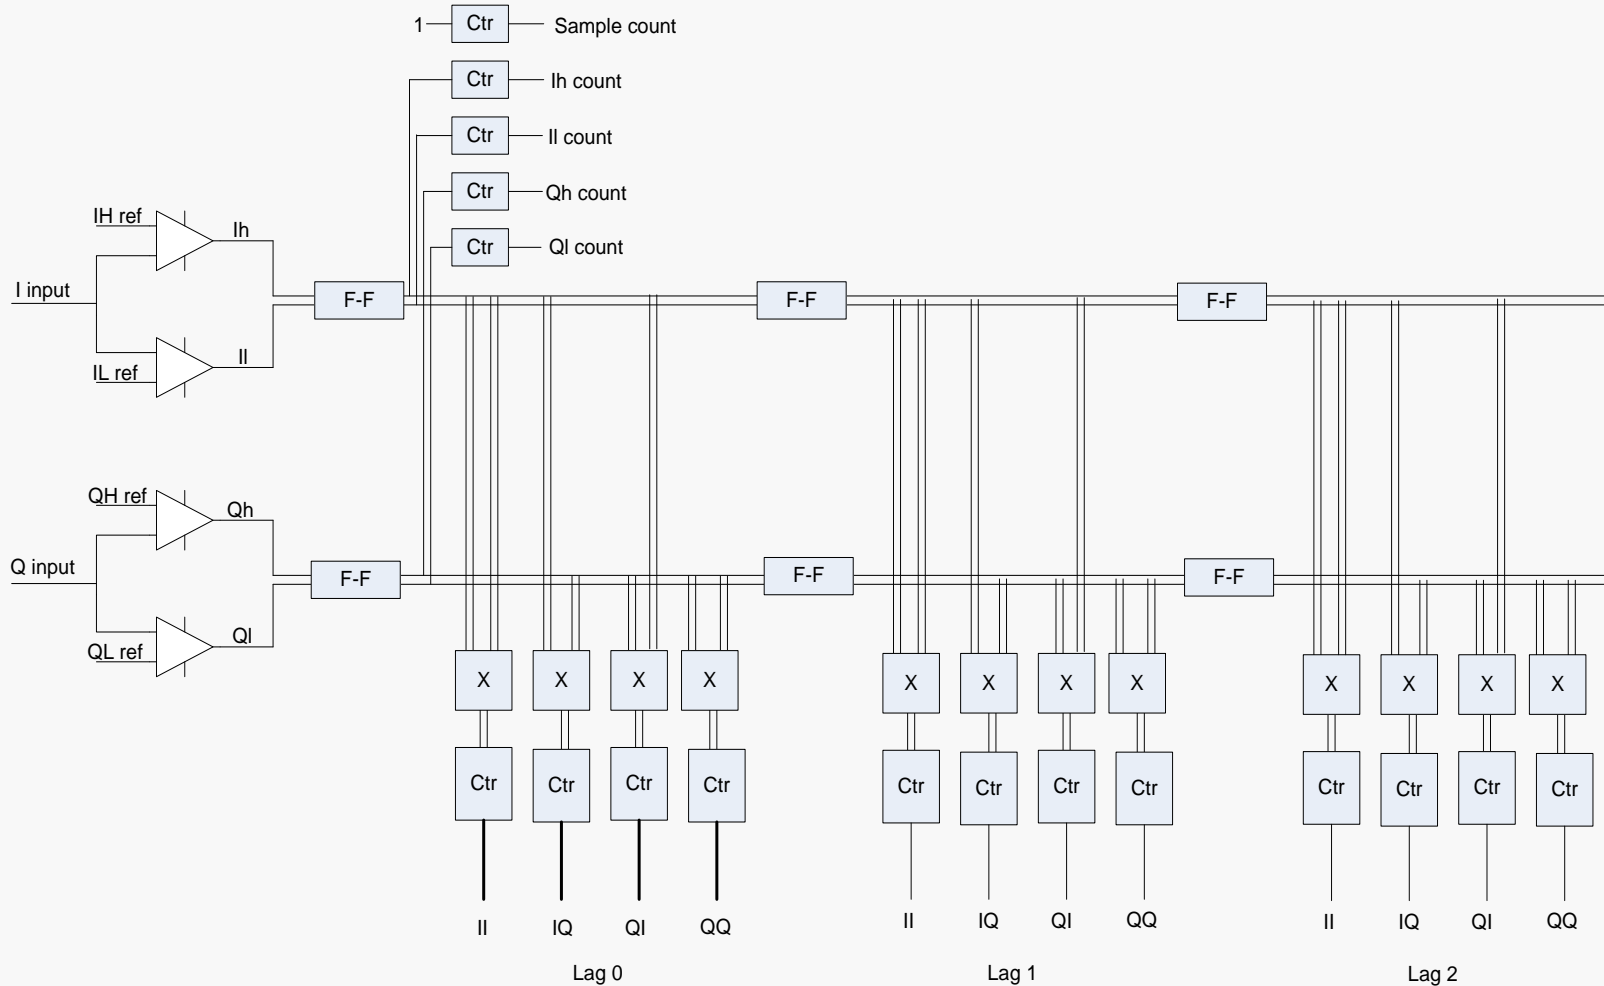 1 Ctr Sample count
Ctr Ih count
Ctr Il count
Ctr Qh count
Ctr Ql count
IH ref Ih
I input
F-F F-F F-F
IL ref Il
QH ref Qh
Q input
F-F F-F F-F
QL ref Ql
X X X X X X X X X X X X
Ctr Ctr Ctr Ctr Ctr Ctr Ctr Ctr Ctr Ctr Ctr Ctr
II IQ QI QQ II IQ QI QQ II IQ QI QQ
Lag 0 Lag 1 Lag 2